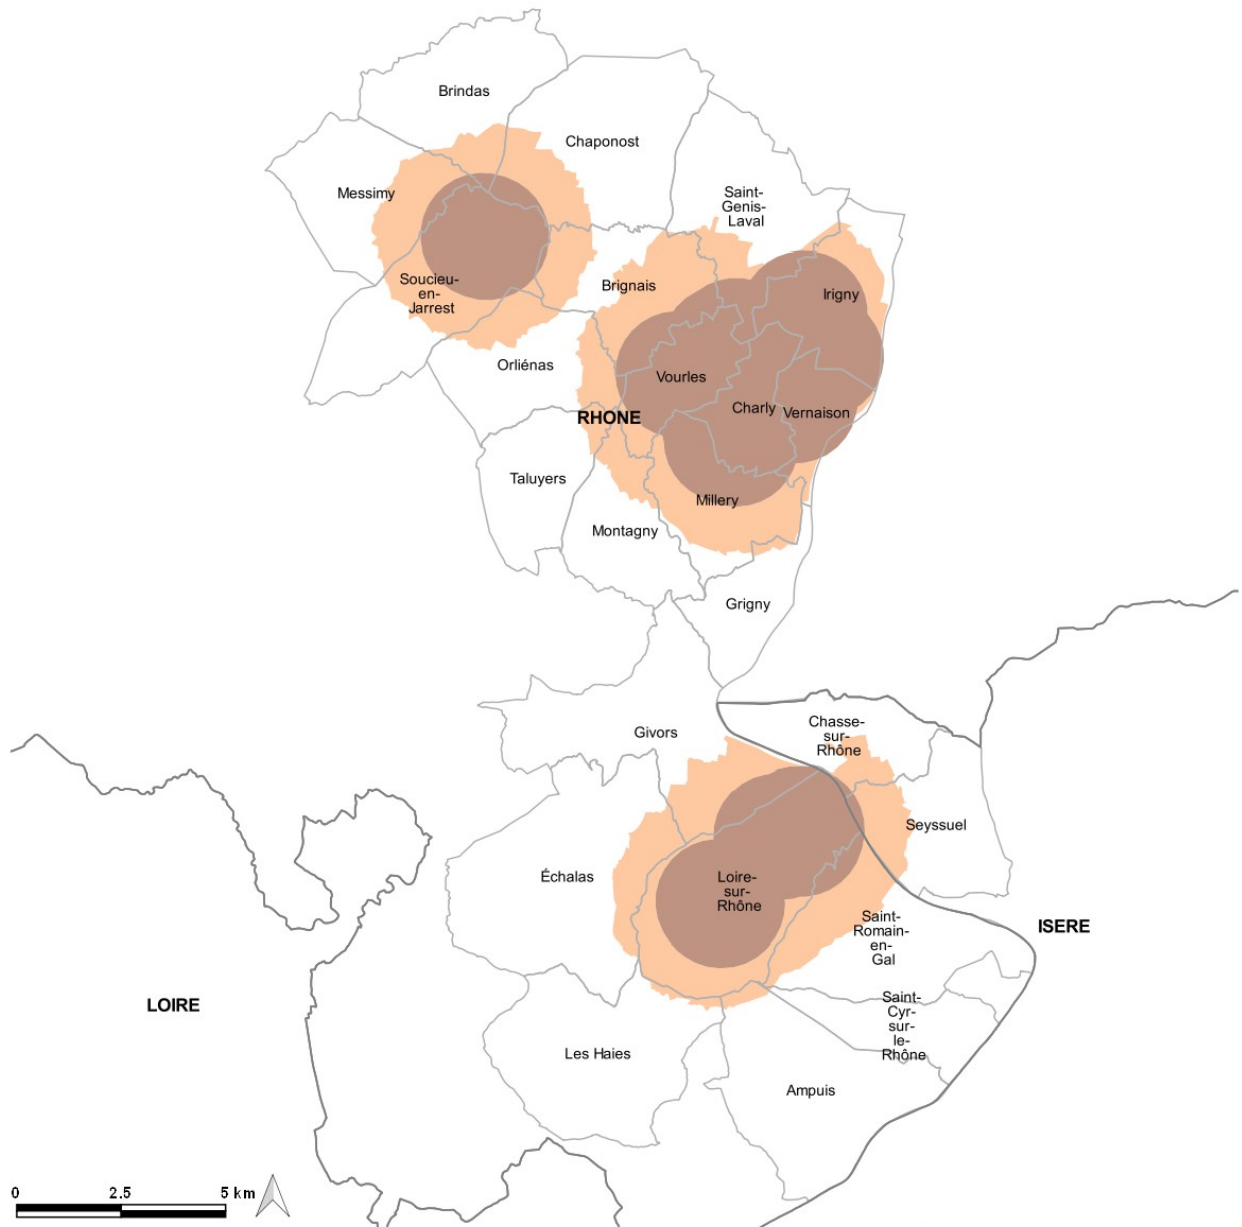 Brindas
Chaponost
Messimy
Saint-
Genis-
Laval
Soucieu-
en-
Jarrest
Brignais
Irigny
Orliénas
Vourles
Charly
Vernaison
RHONE
Taluyers
Millery
Montagny
Grigny
Givors
Chasse-
sur-
Rhône
Seyssuel
Échalas
Loire-
sur-
Rhône
Saint-
Romain-
en-
Gal
ISERE
LOIRE
Saint-
Cyr-
sur-
le-
Rhône
Les Haies
Ampuis
0 2.5 5 km